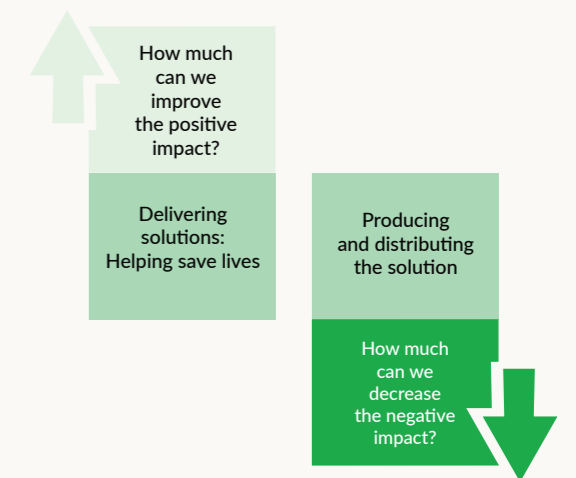 How much
can we
improve
the positive
impact?
Delivering
solutions:
Helping save lives
Producing
and distributing
the solution
How much
can we
decrease
the negative
impact?